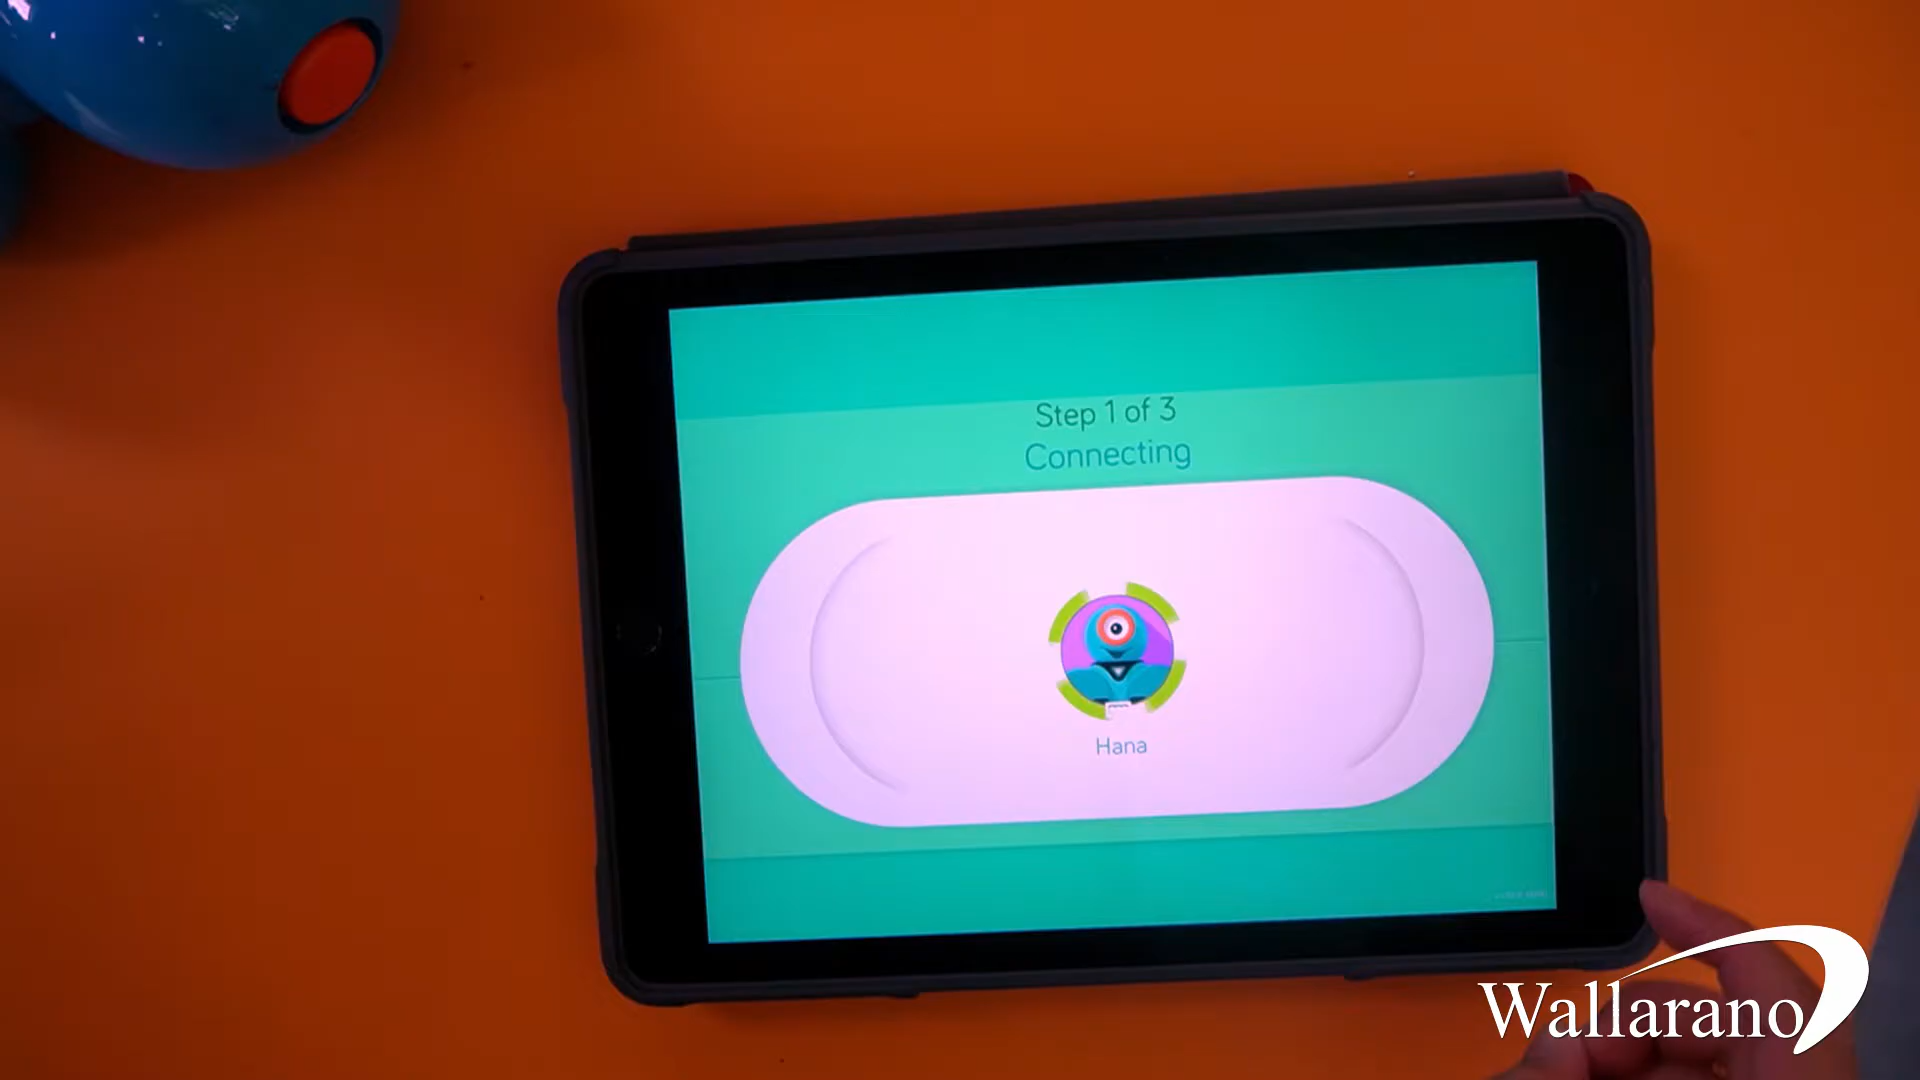 Step 1 of 3
Connecting
Hana
Wallarano